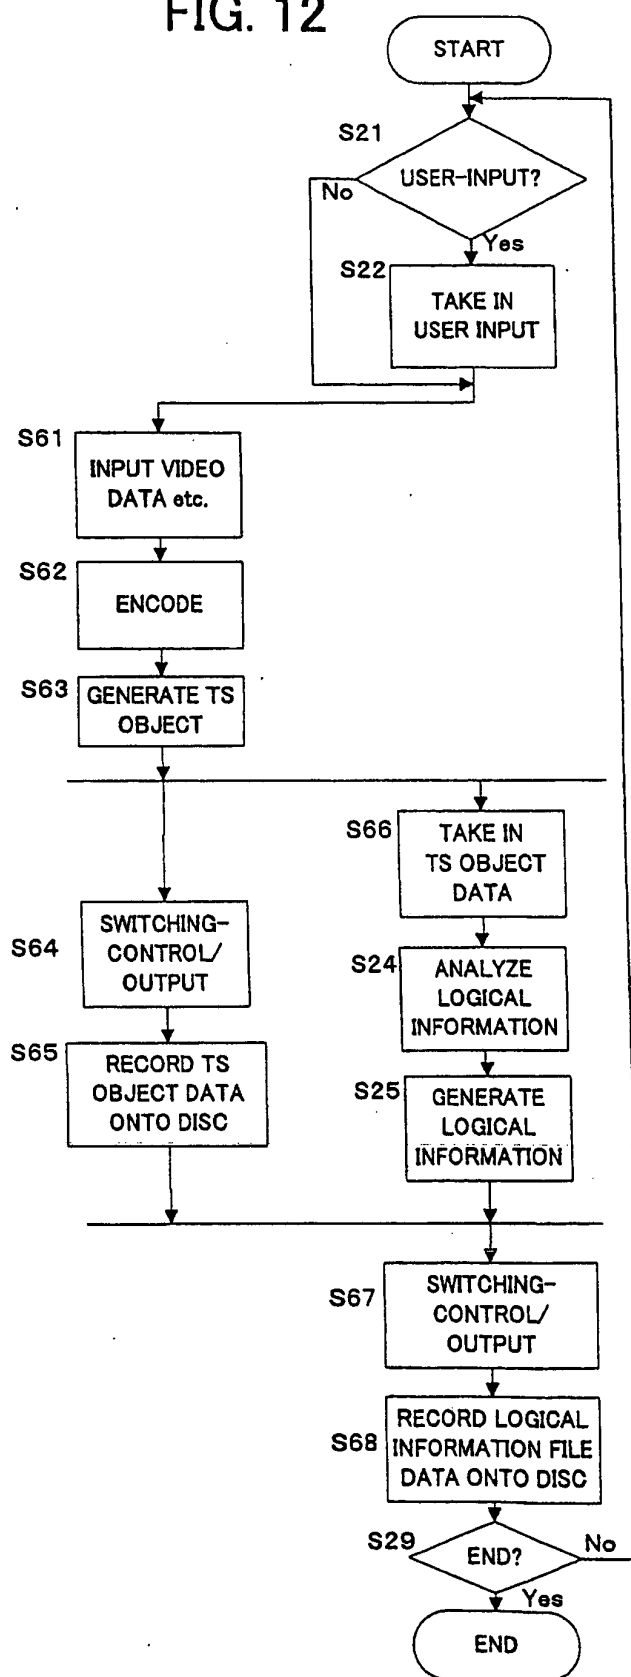 FIG. 12
START
S21
USER-INPUT?
No
Yes
S22
TAKE IN
USER INPUT
S61
INPUT VIDEO
DATA etc.
S62
ENCODE
S63
GENERATE TS
OBJECT
S66
TAKE IN
TS OBJECT
DATA
S64
SWITCHING-
CONTROL/
OUTPUT
S24
ANALYZE
LOGICAL
INFORMATION
S65
RECORD TS
OBJECT DATA
ONTO DISC
S25
GENERATE
LOGICAL
INFORMATION
S67
SWITCHING-
CONTROL/
OUTPUT
S68
RECORD LOGICAL
INFORMATION FILE
DATA ONTO DISC
S29
END?
No
Yes
END